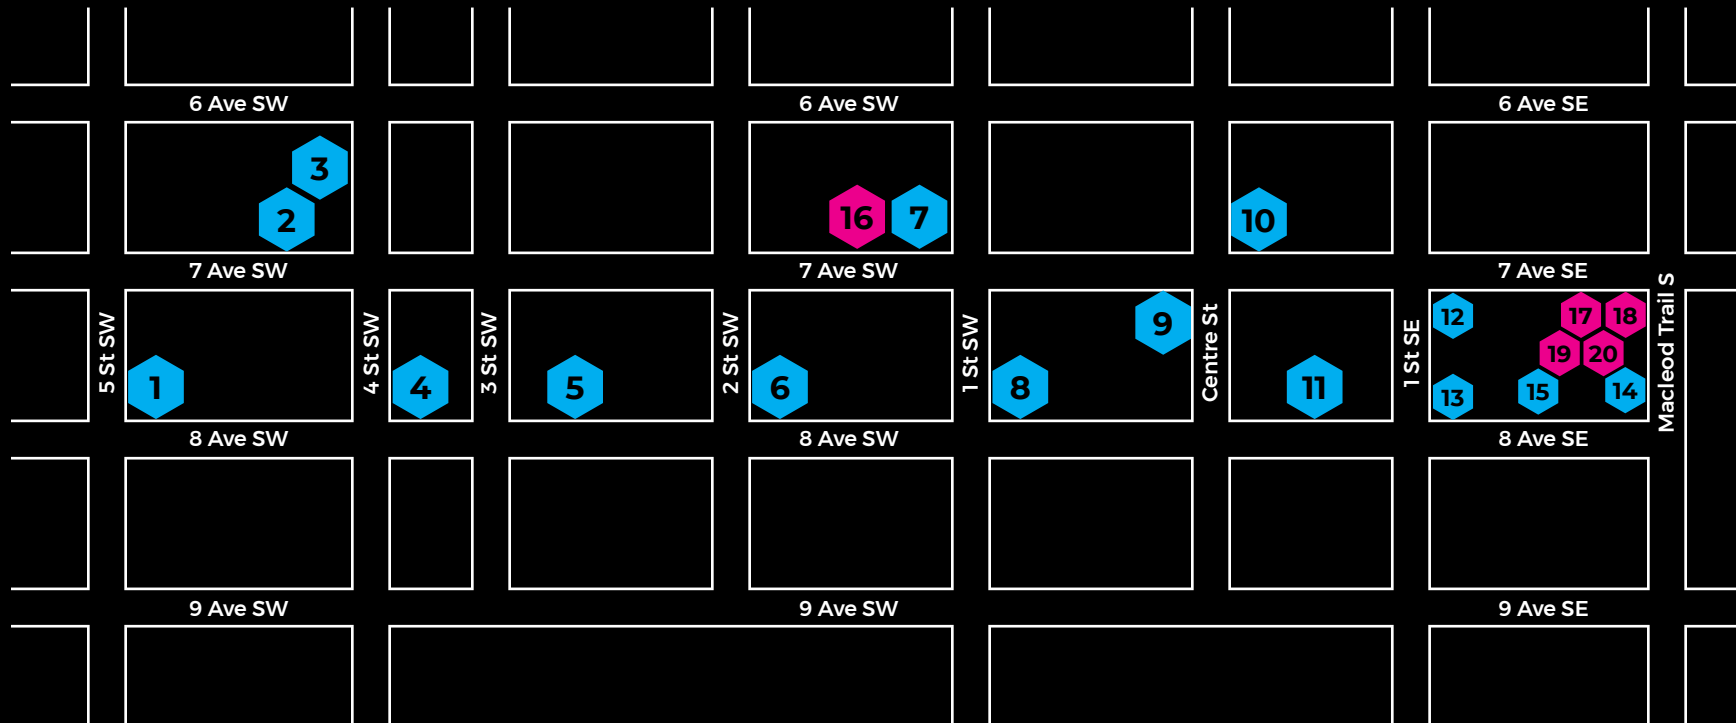 6 Ave SW
6 Ave SW
6 Ave SE
3
2
16
7
10
7 Ave SW
7 Ave SW
7 Ave SE
5 St SW
4 St SW
3 St SW
2 St SW
1 St SW
Centre St
1 St SE
Macleod Trail S
1
4
5
6
8
9
11
12
17
18
19
20
13
15
14
8 Ave SW
8 Ave SW
8 Ave SE
9 Ave SW
9 Ave SW
9 Ave SE